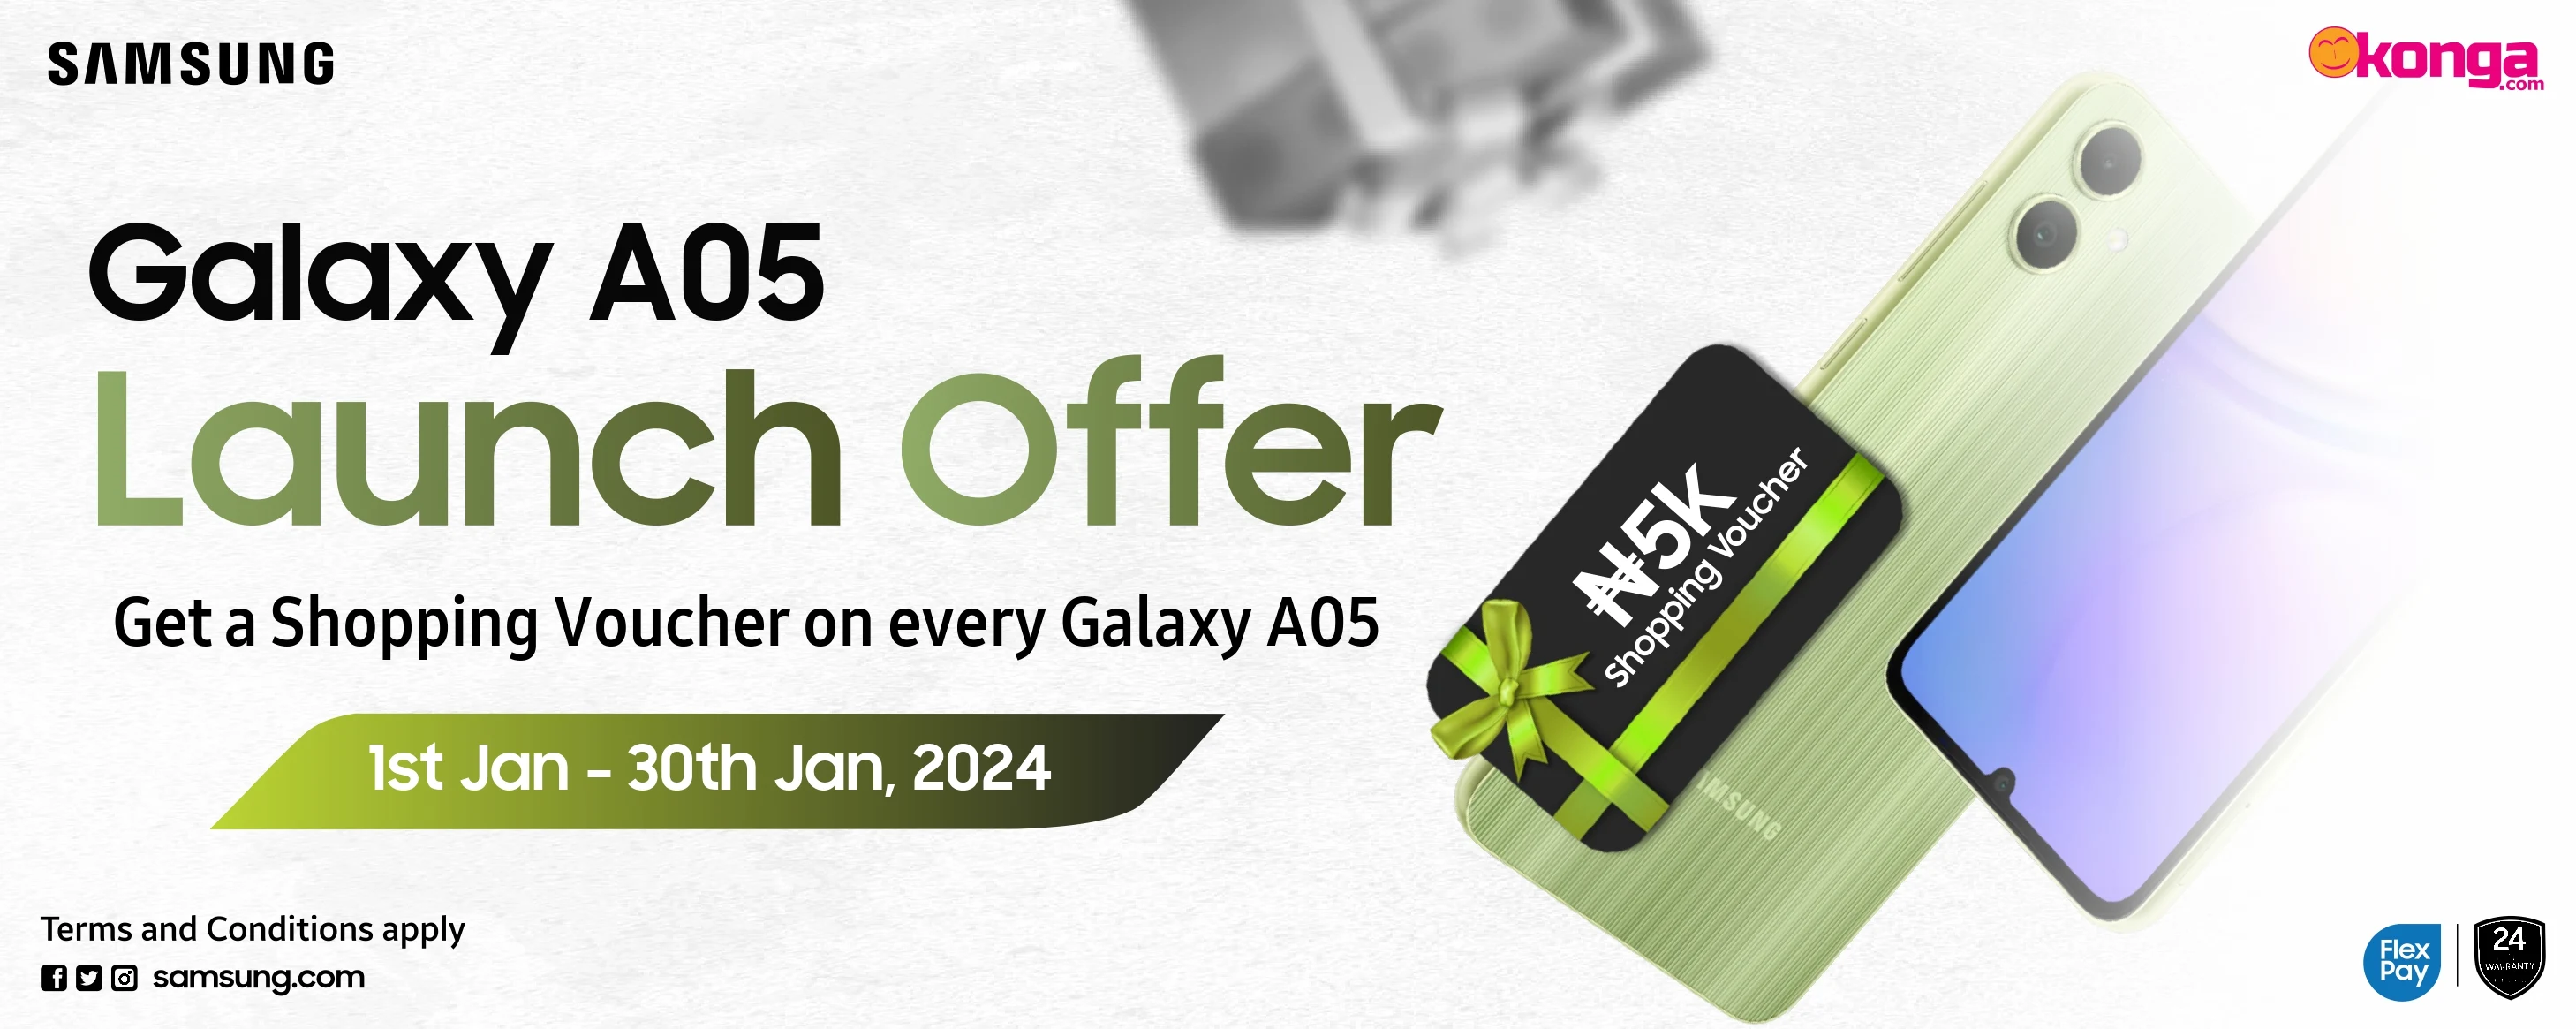 SAMSUNG
konga
.com
Galaxy A05
Launch Offer
Get a Shopping Voucher on every Galaxy A05
1st Jan - 30th Jan, 2024
₦5k
Shopping Voucher
AMSUNG
Terms and Conditions apply
samsung.com
Flex
Pay
24
WARRANTY